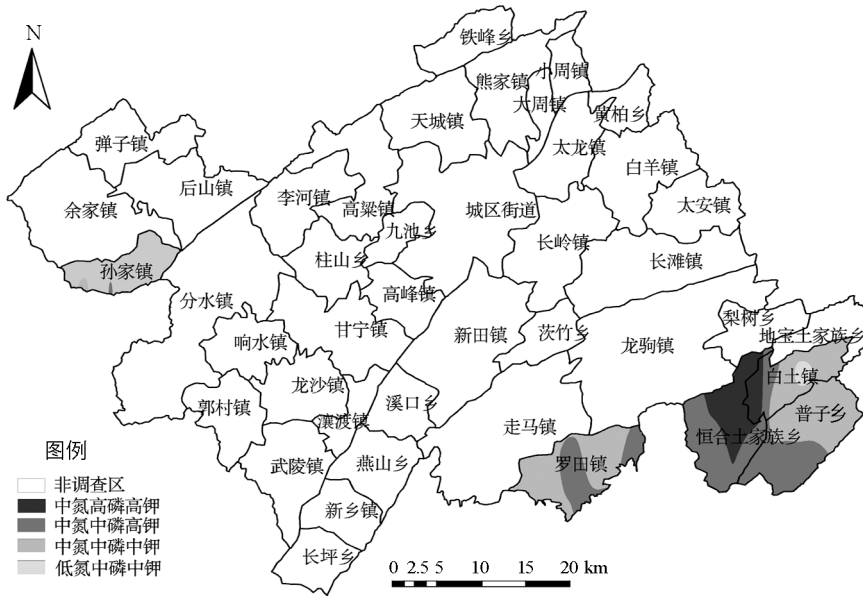 N
铁峰乡
小周镇
熊家镇
大周镇
黄柏乡
天城镇
太龙镇
弹子镇
白羊镇
后山镇
李河镇
余家镇
高粱镇
城区街道
太安镇
九池乡
长岭镇
柱山乡
长滩镇
孙家镇
高峰镇
分水镇
梨树乡
甘宁镇
新田镇
茨竹乡
地宝土家族乡
响水镇
龙驹镇
白土镇
龙沙镇
郭村镇
溪口乡
普子乡
瀼渡镇
走马镇
恒合土家族乡
武陵镇
燕山乡
罗田镇
新乡镇
长坪乡
图例
非调查区
中氮高磷高钾
中氮中磷高钾
中氮中磷中钾
低氮中磷中钾
0 2.5 5 10 15 20 km